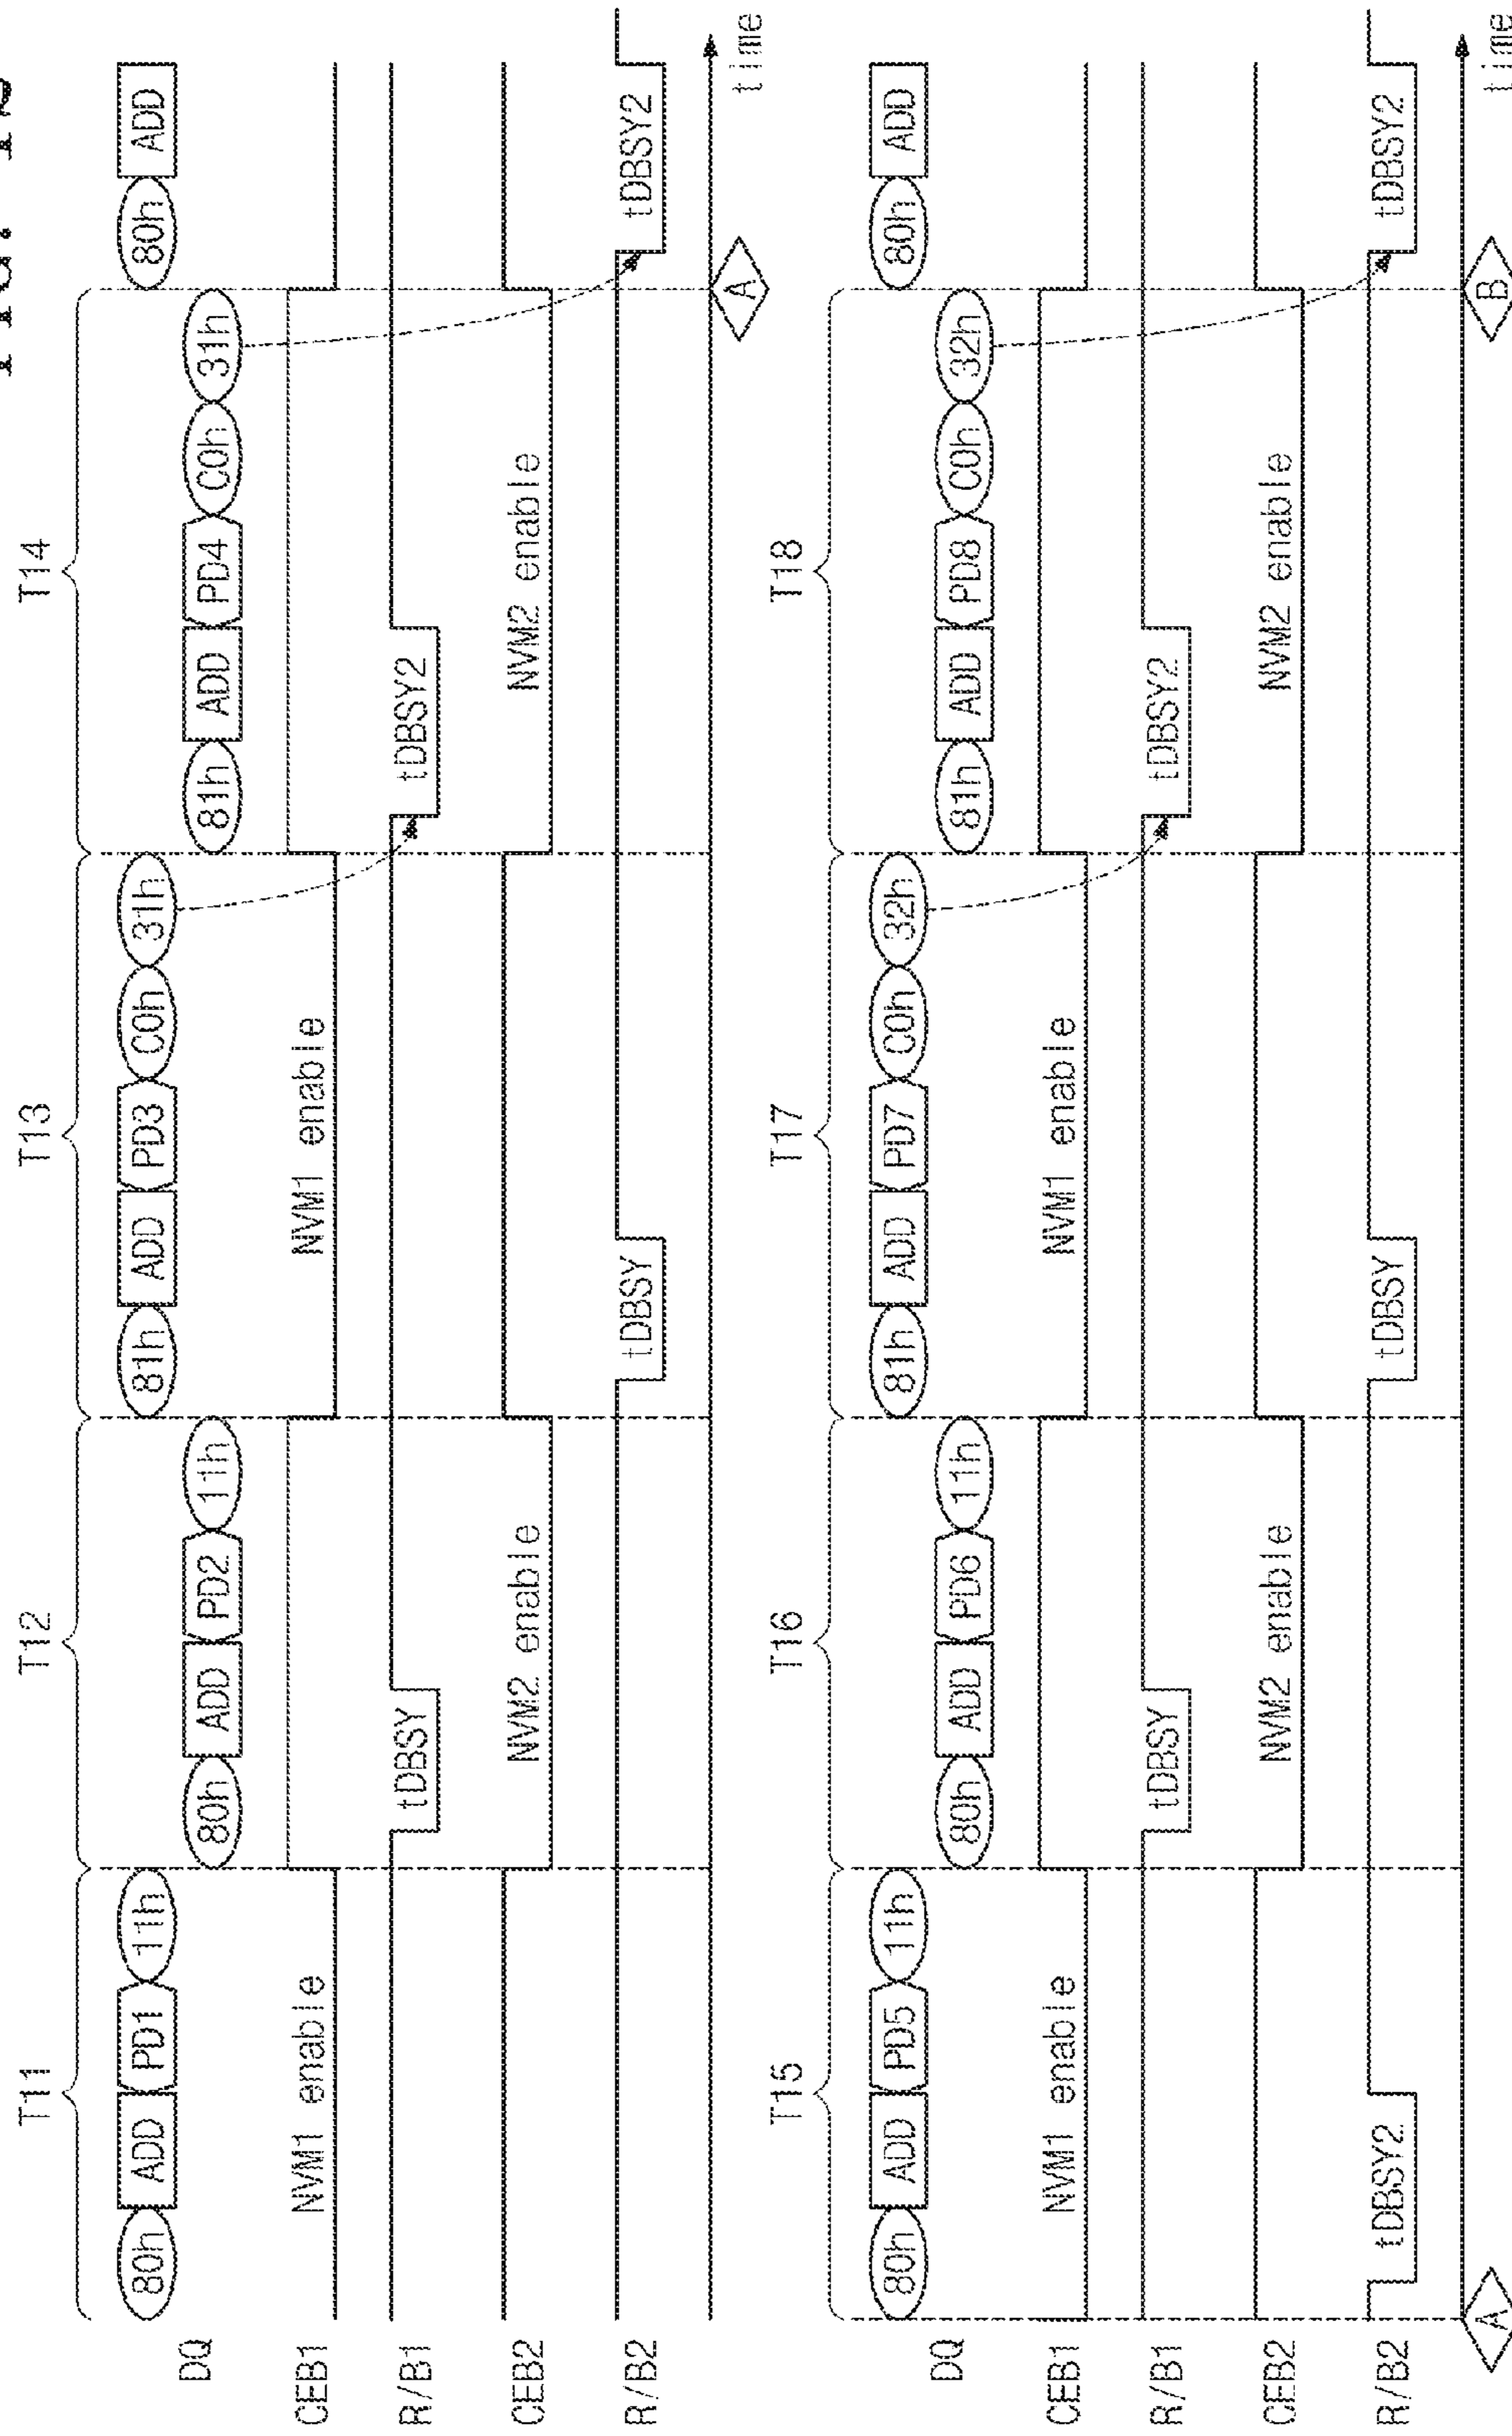 T11 T12 T13 T14
DQ 80h ADD PD1 11h 81h ADD PD3 C0h 31h 80h ADD
80h ADD PD2 11h 81h ADD PD4 C0h 31h
CEB1 NVM1 enable NVM1 enable
R/B1 tDBSY tDBSY2
CEB2 NVM2 enable NVM2 enable
R/B2 tDBSY tDBSY2
A time
T15 T16 T17 T18
DQ 80h ADD PD5 11h 81h ADD PD7 C0h 32h 80h ADD
80h ADD PD6 11h 81h ADD PD8 C0h 32h
CEB1 NVM1 enable NVM1 enable
R/B1 tDBSY tDBSY2
CEB2 NVM2 enable NVM2 enable
R/B2 tDBSY2 tDBSY tDBSY2
A B time